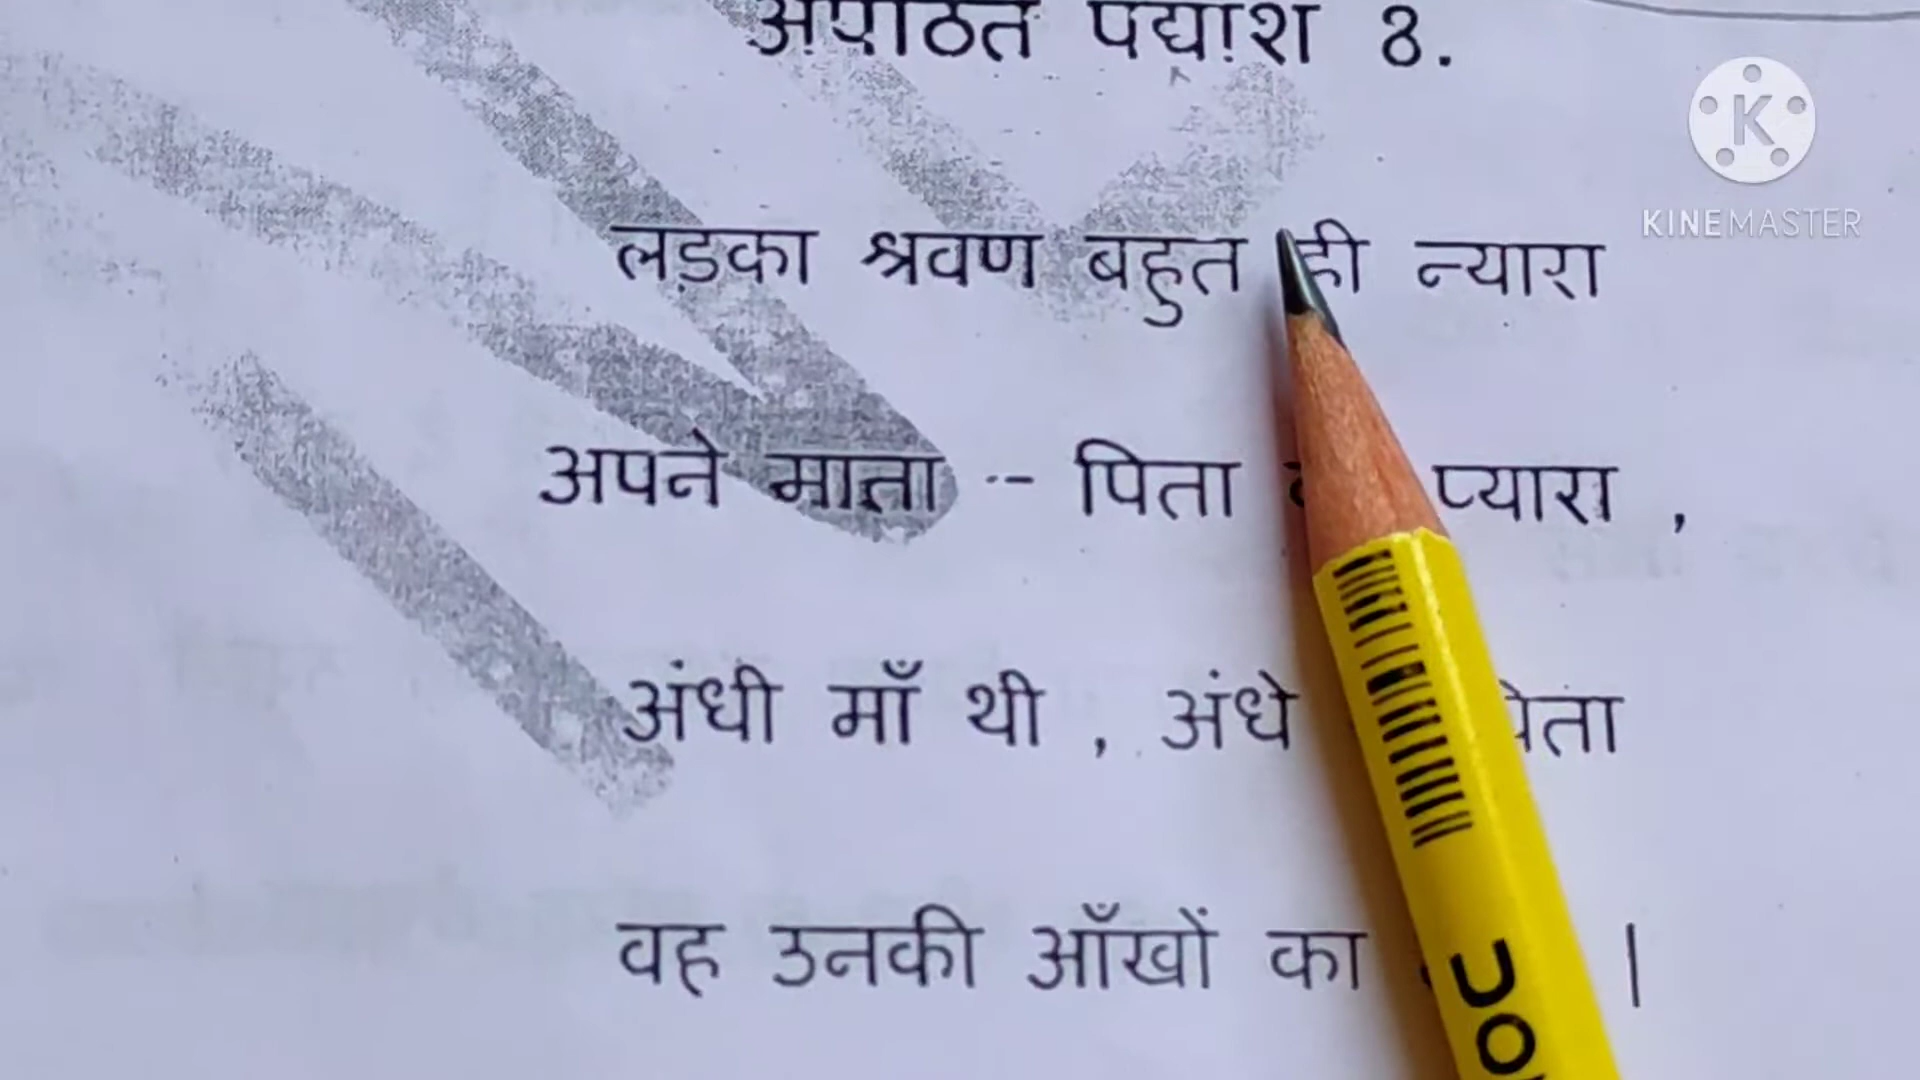 अपठित पद्यांश 8.
K
KINEMASTER
लड़का श्रवण बहुत ही न्यारा
अपने माता -- पिता प्यारा ,
अंधी माँ थी , अंधे
वह उनकी आँखों का |